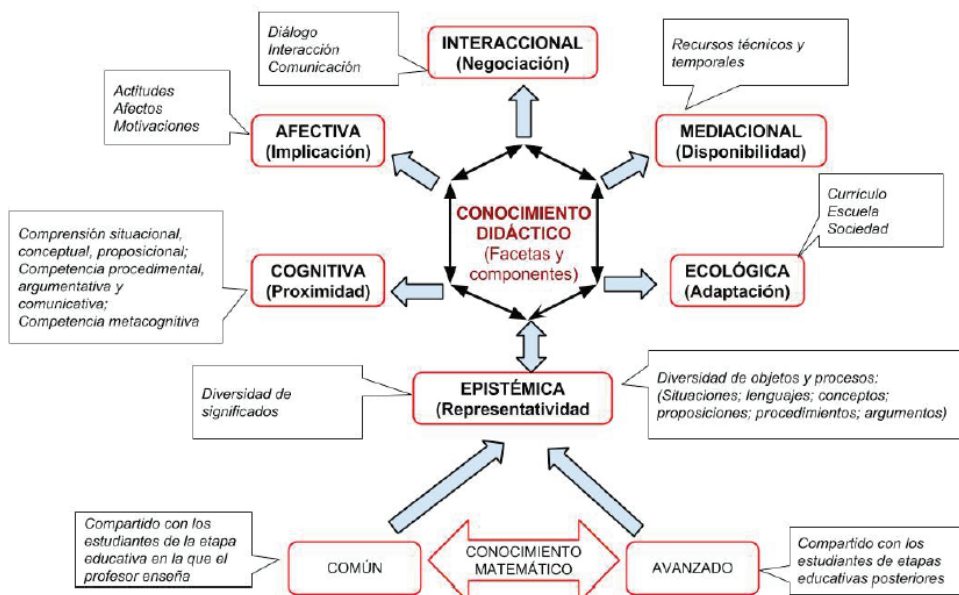 Diálogo
Interacción
Comunicación
INTERACCIONAL
(Negociación)
Recursos técnicos y
temporales
Actitudes
Afectos
Motivaciones
AFECTIVA
(Implicación)
MEDIACIONAL
(Disponibilidad)
CONOCIMIENTO
DIDÁCTICO
(Facetas y
componentes)
Currículo
Escuela
Sociedad
Comprensión situacional,
conceptual, proposicional;
Competencia procedimental,
argumentativa y
comunicativa;
Competencia metacognitiva
COGNITIVA
(Proximidad)
ECOLÓGICA
(Adaptación)
Diversidad de
significados
EPISTÉMICA
(Representatividad
Diversidad de objetos y procesos:
(Situaciones; lenguajes; conceptos;
proposiciones; procedimientos; argumentos)
Compartido con los
estudiantes de la etapa
educativa en la que el
profesor enseña
COMÚN
CONOCIMIENTO
MATEMÁTICO
AVANZADO
Compartido con los
estudiantes de etapas
educativas posteriores